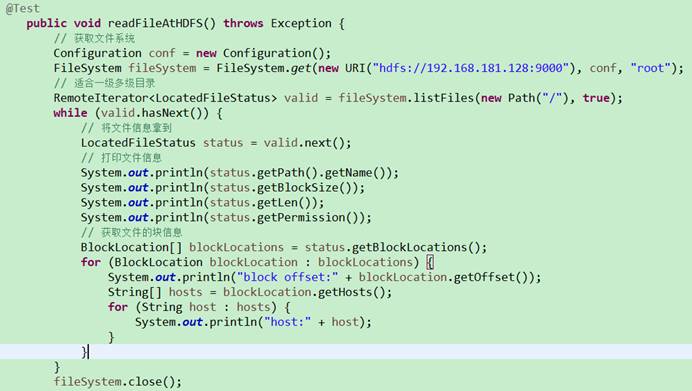 @Test
public void readFileAtHDFS() throws Exception {
// 获取文件系统
Configuration conf = new Configuration();
FileSystem fileSystem = FileSystem.get(new URI("hdfs://192.168.181.128:9000"), conf, "root");
// 适合一级多级目录
RemoteIterator<LocatedFileStatus> valid = fileSystem.listFiles(new Path("/"), true);
while (valid.hasNext()) {
// 将文件信息拿到
LocatedFileStatus status = valid.next();
// 打印文件信息
System.out.println(status.getPath().getName());
System.out.println(status.getBlockSize());
System.out.println(status.getLen());
System.out.println(status.getPermission());
// 获取文件的块信息
BlockLocation[] blockLocations = status.getBlockLocations();
for (BlockLocation blockLocation : blockLocations) {
System.out.println("block offset:" + blockLocation.getOffset());
String[] hosts = blockLocation.getHosts();
for (String host : hosts) {
System.out.println("host:" + host);
}
}
}
fileSystem.close();